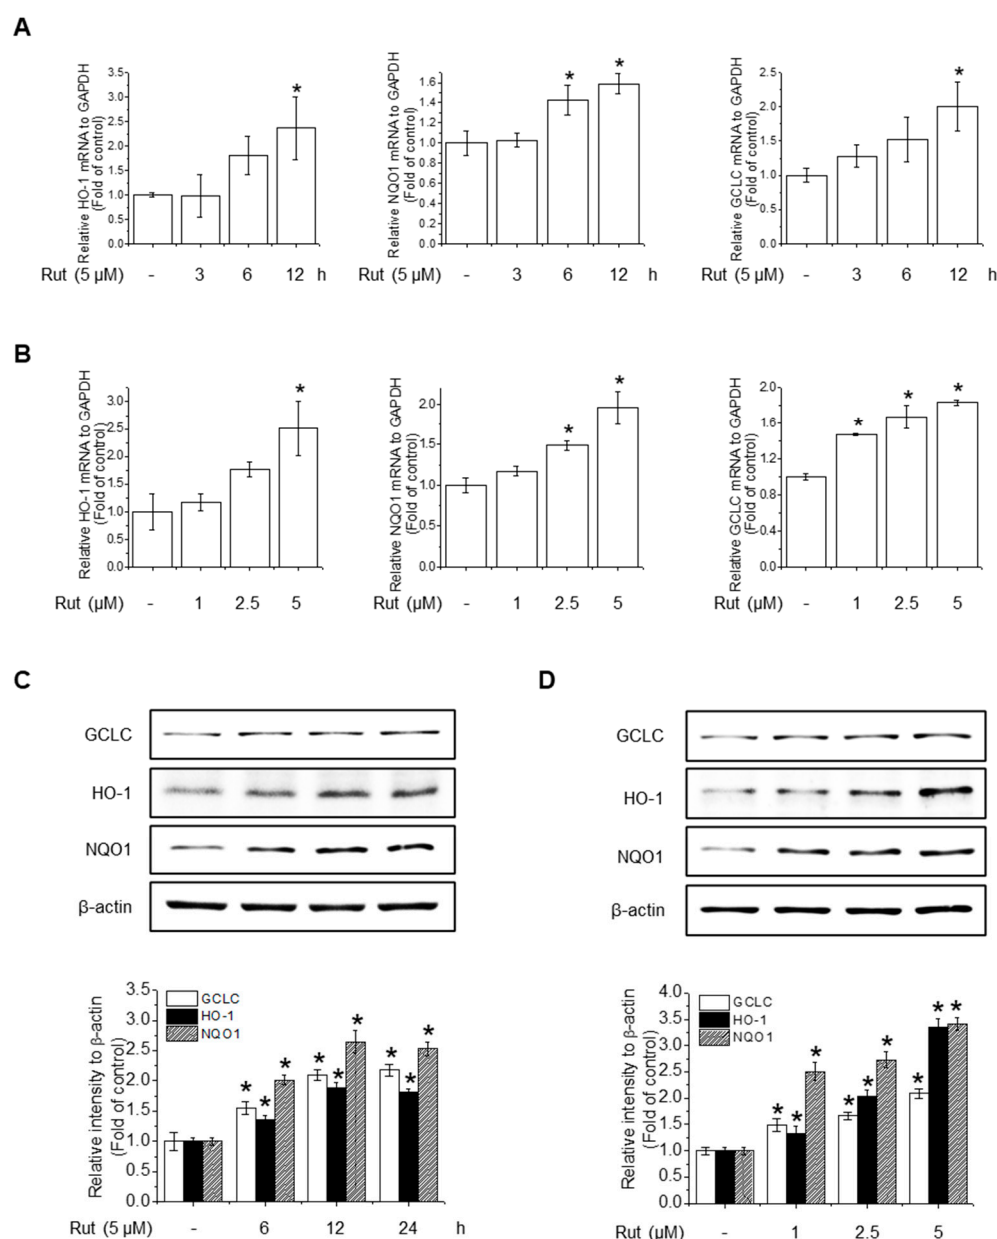 A
Relative HO-1 mRNA to GAPDH
(Fold of control)
3.5
3.0
2.5
2.0
1.5
1.0
0.5
0.0
*
Rut (5 µM) - 3 6 12 h
Relative NQO1 mRNA to GAPDH
(Fold of control)
1.6
1.4
1.2
1.0
0.8
0.6
0.4
0.2
0.0
* *
Rut (5 µM) - 3 6 12 h
Relative GCLC mRNA to GAPDH
(Fold of control)
2.5
2.0
1.5
1.0
0.5
0.0
*
Rut (5 µM) - 3 6 12 h
B
Relative HO-1 mRNA to GAPDH
(Fold of control)
3.0
2.5
2.0
1.5
1.0
0.5
0.0
*
Rut (µM) - 1 2.5 5
Relative NQO1 mRNA to GAPDH
(Fold of control)
2.0
1.5
1.0
0.5
0.0
* *
Rut (µM) - 1 2.5 5
Relative GCLC mRNA to GAPDH
(Fold of control)
2.0
1.6
1.2
0.8
0.4
0.0
* * *
Rut (µM) - 1 2.5 5
C
GCLC
HO-1
NQO1
β-actin
Relative intensity to β-actin
(Fold of control)
3.5
3.0
2.5
2.0
1.5
1.0
0.5
0.0
GCLC
HO-1
NQO1
* * * * * * * * *
Rut (5 µM) - 6 12 24 h
D
GCLC
HO-1
NQO1
β-actin
Relative intensity to β-actin
(Fold of control)
4.0
3.5
3.0
2.5
2.0
1.5
1.0
0.5
0.0
GCLC
HO-1
NQO1
* * * * * * * * *
Rut (µM) - 1 2.5 5